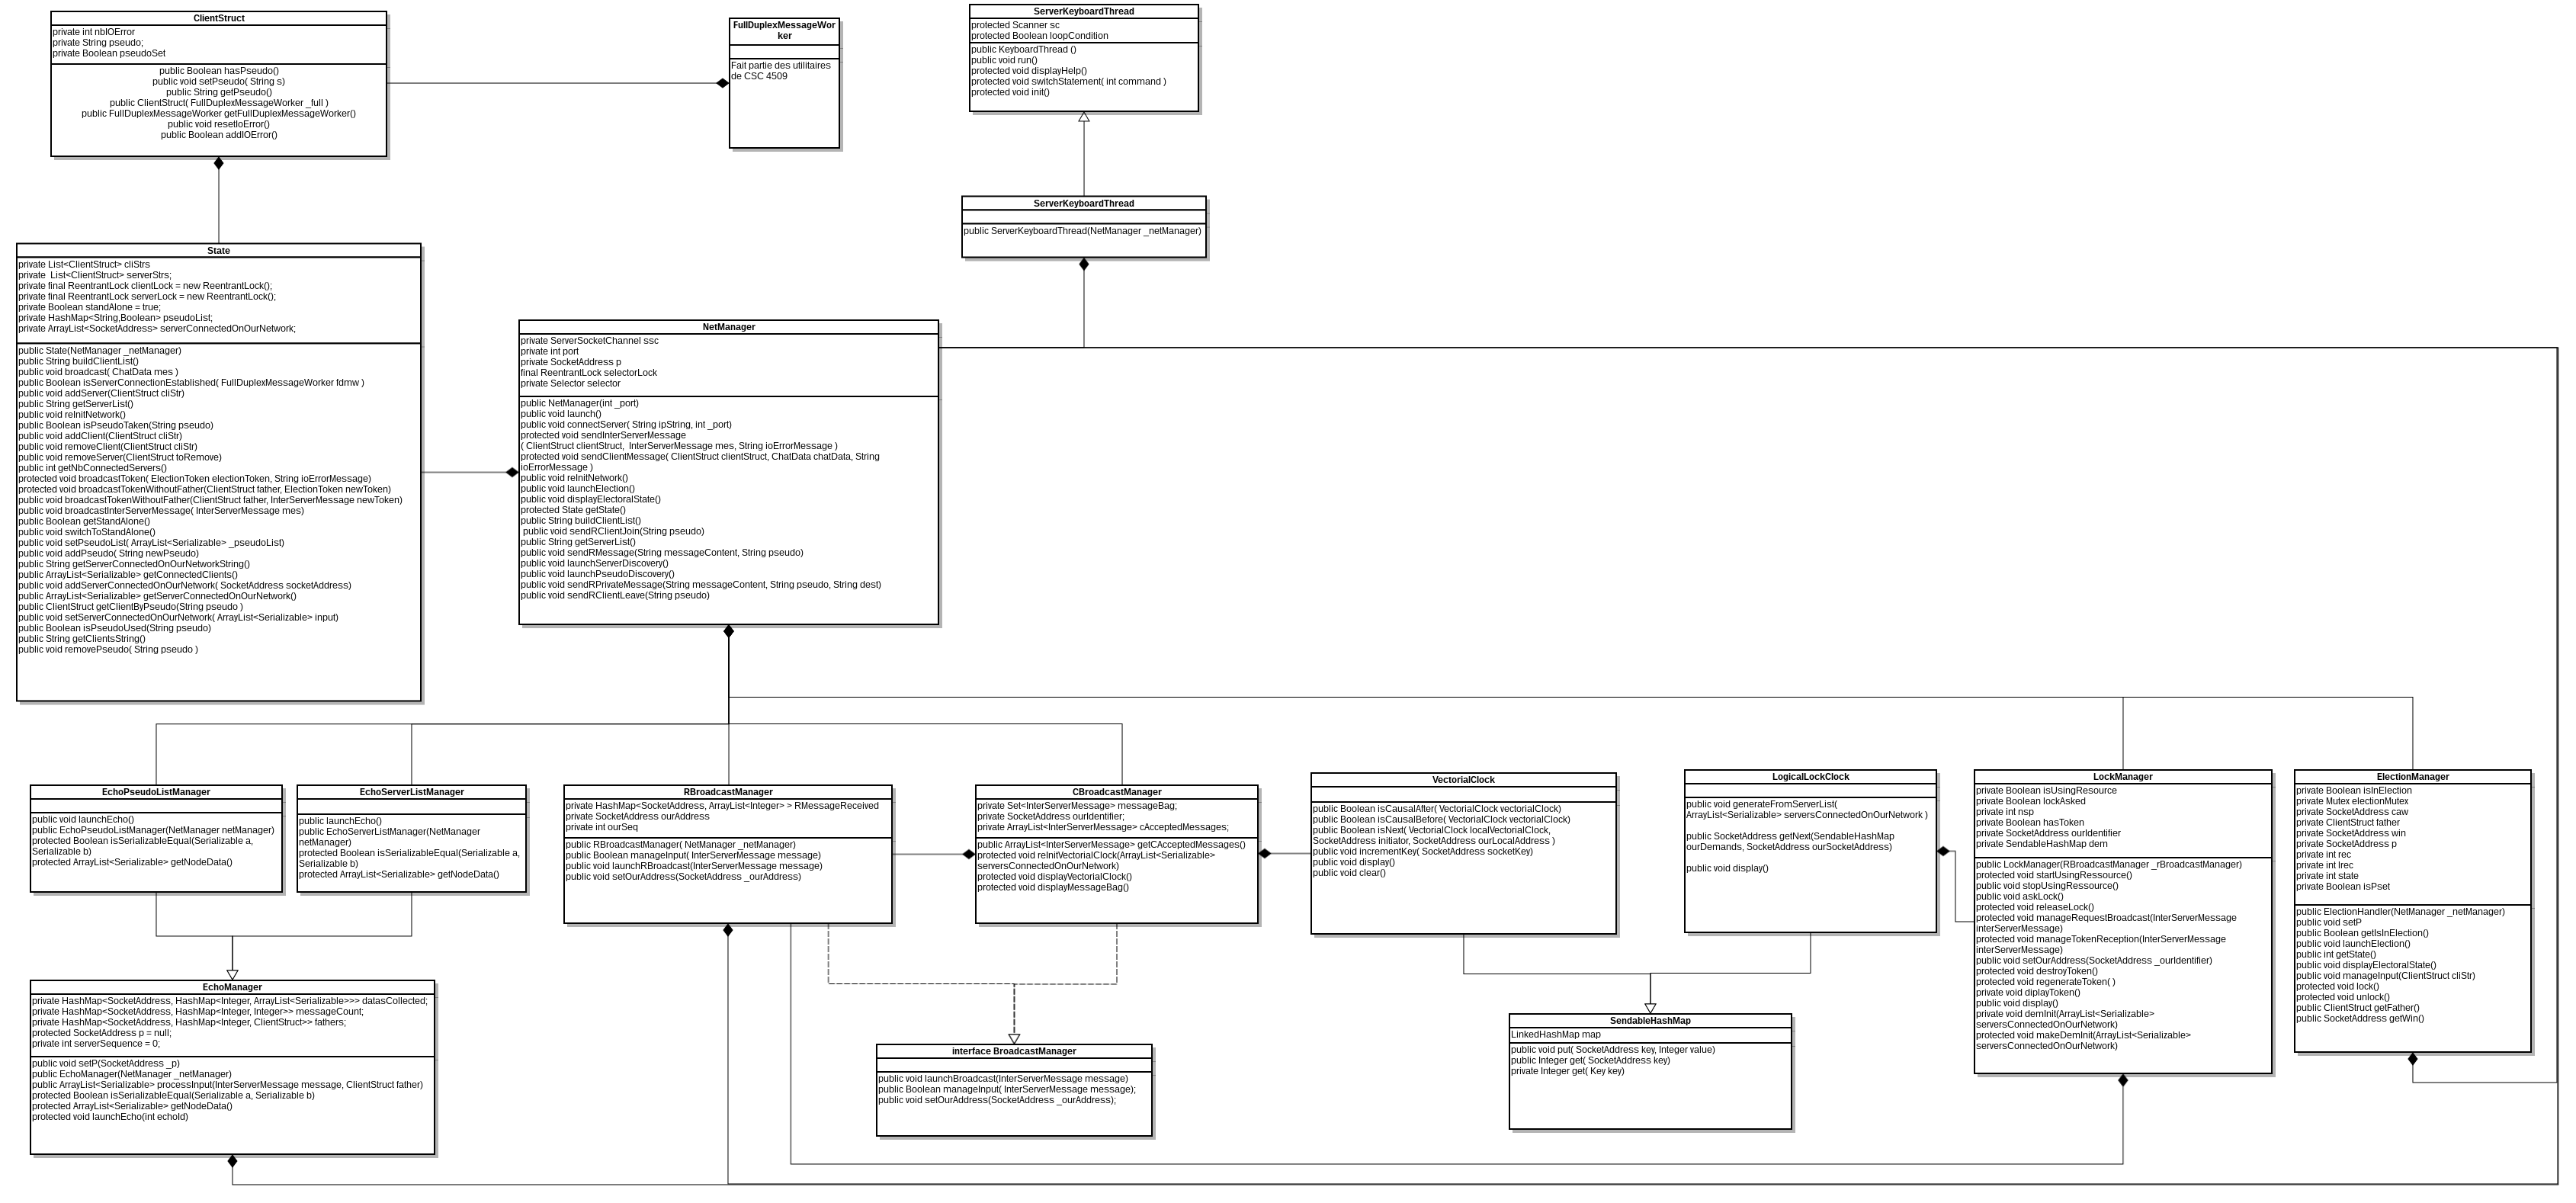 ClientStruct
private int nbIOError
private String pseudo;
private Boolean pseudoSet
public Boolean hasPseudo()
public void setPseudo( String s)
public String getPseudo()
public ClientStruct( FullDuplexMessageWorker _full )
public FullDuplexMessageWorker getFullDuplexMessageWorker()
public void resetIoError()
public Boolean addIOError()
FullDuplexMessageWor
ker
Fait partie des utilitaires
de CSC 4509
ServerKeyboardThread
protected Scanner sc
protected Boolean loopCondition
public KeyboardThread ()
public void run()
protected void displayHelp()
protected void switchStatement( int command )
protected void init()
ServerKeyboardThread
public ServerKeyboardThread(NetManager _netManager)
State
private List<ClientStruct> cliStrs
private  List<ClientStruct> serverStrs;
private final ReentrantLock clientLock = new ReentrantLock();
private final ReentrantLock serverLock = new ReentrantLock();
private Boolean standAlone = true;
private HashMap<String,Boolean> pseudoList;
private ArrayList<SocketAddress> serverConnectedOnOurNetwork;
public State(NetManager _netManager)
public String buildClientList()
public void broadcast( ChatData mes )
public Boolean isServerConnectionEstablished( FullDuplexMessageWorker fdmw )
public void addServer(ClientStruct cliStr)
public String getServerList()
public void reInitNetwork()
public Boolean isPseudoTaken(String pseudo)
public void addClient(ClientStruct cliStr)
public void removeClient(ClientStruct cliStr)
public void removeServer(ClientStruct toRemove)
public int getNbConnectedServers()
protected void broadcastToken( ElectionToken electionToken, String ioErrorMessage)
protected void broadcastTokenWithoutFather(ClientStruct father, ElectionToken newToken)
public void broadcastTokenWithoutFather(ClientStruct father, InterServerMessage newToken)
public void broadcastInterServerMessage( InterServerMessage mes)
public Boolean getStandAlone()
public void switchToStandAlone()
public void setPseudoList( ArrayList<Serializable> _pseudoList)
public void addPseudo( String newPseudo)
public String getServerConnectedOnOurNetworkString()
public ArrayList<Serializable> getConnectedClients()
public void addServerConnectedOnOurNetwork( SocketAddress socketAddress)
public ArrayList<Serializable> getServerConnectedOnOurNetwork()
public ClientStruct getClientByPseudo(String pseudo )
public void setServerConnectedOnOurNetwork( ArrayList<Serializable> input)
public Boolean isPseudoUsed(String pseudo)
public String getClientsString()
public void removePseudo( String pseudo )
NetManager
private ServerSocketChannel ssc
private int port
private SocketAddress p
final ReentrantLock selectorLock
private Selector selector
public NetManager(int _port)
public void launch()
public void connectServer( String ipString, int _port)
protected void sendInterServerMessage
( ClientStruct clientStruct,  InterServerMessage mes, String ioErrorMessage )
protected void sendClientMessage( ClientStruct clientStruct, ChatData chatData, String
ioErrorMessage )
public void reInitNetwork()
public void launchElection()
public void displayElectoralState()
protected State getState()
public String buildClientList()
public void sendRClientJoin(String pseudo)
public String getServerList()
public void sendRMessage(String messageContent, String pseudo)
public void launchServerDiscovery()
public void launchPseudoDiscovery()
public void sendRPrivateMessage(String messageContent, String pseudo, String dest)
public void sendRClientLeave(String pseudo)
EchoPseudoListManager
public void launchEcho()
public EchoPseudoListManager(NetManager netManager)
protected Boolean isSerializableEqual(Serializable a,
Serializable b)
protected ArrayList<Serializable> getNodeData()
EchoServerListManager
public launchEcho()
public EchoServerListManager(NetManager
netManager)
protected Boolean isSerializableEqual(Serializable a,
Serializable b)
protected ArrayList<Serializable> getNodeData()
RBroadcastManager
private HashMap<SocketAddress, ArrayList<Integer> > RMessageReceived
private SocketAddress ourAddress
private int ourSeq
public RBroadcastManager( NetManager _netManager)
public Boolean manageInput( InterServerMessage message)
public void launchRBroadcast(InterServerMessage message)
public void setOurAddress(SocketAddress _ourAddress)
CBroadcastManager
private Set<InterServerMessage> messageBag;
private SocketAddress ourIdentifier;
private ArrayList<InterServerMessage> cAcceptedMessages;
public ArrayList<InterServerMessage> getCAcceptedMessages()
protected void reInitVectorialClock(ArrayList<Serializable>
serversConnectedOnOurNetwork)
protected void displayVectorialClock()
protected void displayMessageBag()
VectorialClock
public Boolean isCausalAfter( VectorialClock vectorialClock)
public Boolean isCausalBefore( VectorialClock vectorialClock)
public Boolean isNext( VectorialClock localVectorialClock,
SocketAddress initiator, SocketAddress ourLocalAddress )
public void incrementKey( SocketAddress socketKey)
public void display()
public void clear()
LogicalLockClock
public void generateFromServerList(
ArrayList<Serializable> serversConnectedOnOurNetwork )
public SocketAddress getNext(SendableHashMap
ourDemands, SocketAddress ourSocketAddress)
public void display()
LockManager
private Boolean isUsingResource
private Boolean lockAsked
private int nsp
private Boolean hasToken
private SocketAddress ourIdentifier
private SendableHashMap dem
public LockManager(RBroadcastManager _rBroadcastManager)
protected void startUsingRessource()
public void stopUsingRessource()
public void askLock()
protected void releaseLock()
protected void manageRequestBroadcast(InterServerMessage
interServerMessage)
protected void manageTokenReception(InterServerMessage
interServerMessage)
public void setOurAddress(SocketAddress _ourIdentifier)
protected void destroyToken()
protected void regenerateToken( )
private void diplayToken()
public void display()
private void demInit(ArrayList<Serializable>
serversConnectedOnOurNetwork)
protected void makeDemInit(ArrayList<Serializable>
serversConnectedOnOurNetwork)
ElectionManager
private Boolean isInElection
private Mutex electionMutex
private SocketAddress caw
private ClientStruct father
private SocketAddress win
private SocketAddress p
private int rec
private int lrec
private int state
private Boolean isPset
public ElectionHandler(NetManager _netManager)
public void setP
public Boolean getIsInElection()
public void launchElection()
public int getState()
public void displayElectoralState()
public void manageInput(ClientStruct cliStr)
protected void lock()
protected void unlock()
public ClientStruct getFather()
public SocketAddress getWin()
EchoManager
private HashMap<SocketAddress, HashMap<Integer, ArrayList<Serializable>>> datasCollected;
private HashMap<SocketAddress, HashMap<Integer, Integer>> messageCount;
private HashMap<SocketAddress, HashMap<Integer, ClientStruct>> fathers;
protected SocketAddress p = null;
private int serverSequence = 0;
public void setP(SocketAddress _p)
public EchoManager(NetManager _netManager)
public ArrayList<Serializable> processInput(InterServerMessage message, ClientStruct father)
protected Boolean isSerializableEqual(Serializable a, Serializable b)
protected ArrayList<Serializable> getNodeData()
protected void launchEcho(int echoId)
interface BroadcastManager
public void launchBroadcast(InterServerMessage message)
public Boolean manageInput( InterServerMessage message);
public void setOurAddress(SocketAddress _ourAddress);
SendableHashMap
LinkedHashMap map
public void put( SocketAddress key, Integer value)
public Integer get( SocketAddress key)
private Integer get( Key key)